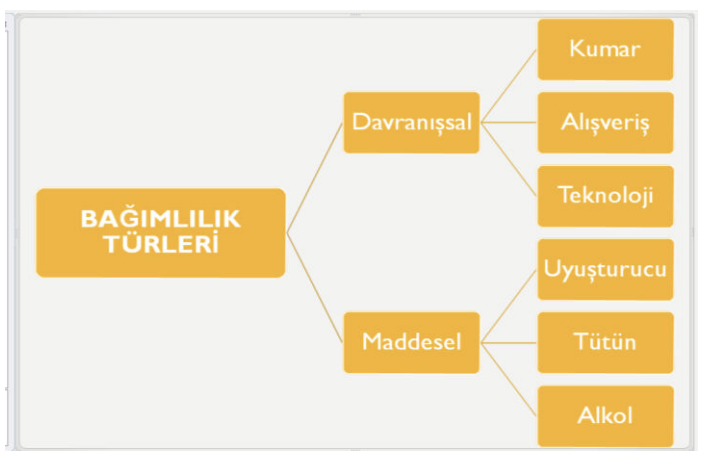 BAĞIMLILIK
TÜRLERİ
Davranışsal
Kumar
Alışveriş
Teknoloji
Maddesel
Uyuşturucu
Tütün
Alkol